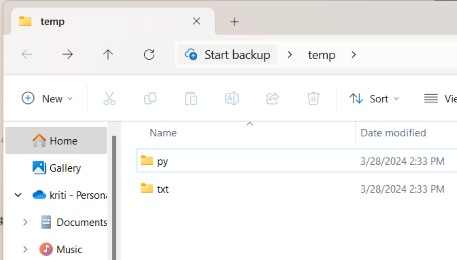 temp
Start backup > temp >
New
Sort
Name Date modified
Home
Gallery
kriti - Persona
Documents
Music
py 3/28/2024 2:33 PM
txt 3/28/2024 2:33 PM